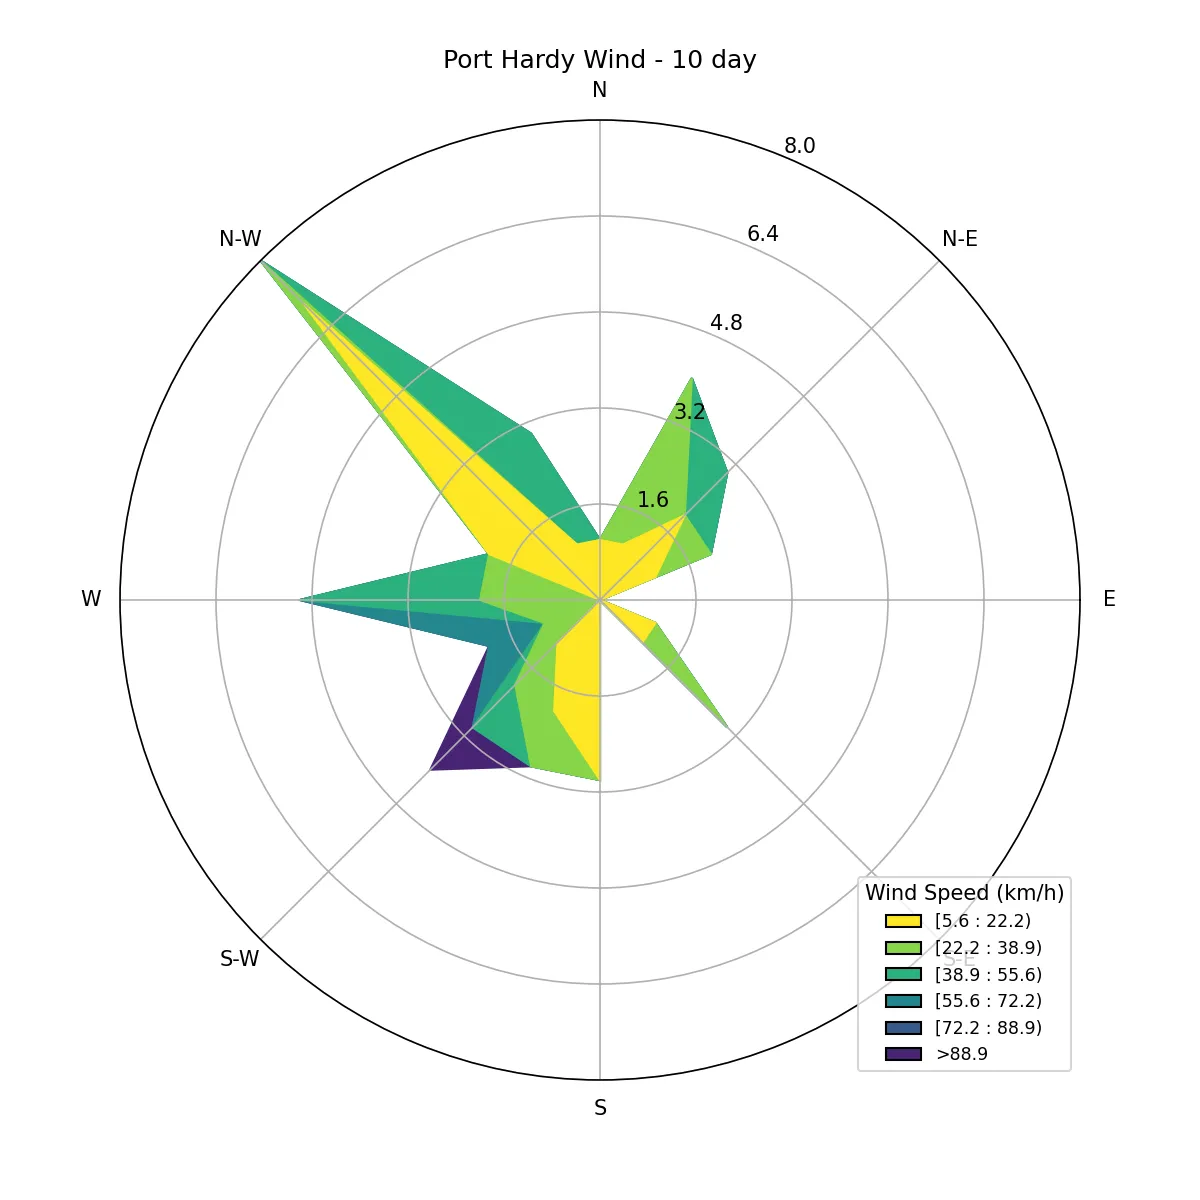 Port Hardy Wind - 10 day
N
8.0
N-W
6.4
N-E
4.8
3.2
1.6
W
E
S-W
S-E
S
Wind Speed (km/h)
[5.6 : 22.2)
[22.2 : 38.9)
[38.9 : 55.6)
[55.6 : 72.2)
[72.2 : 88.9)
>88.9